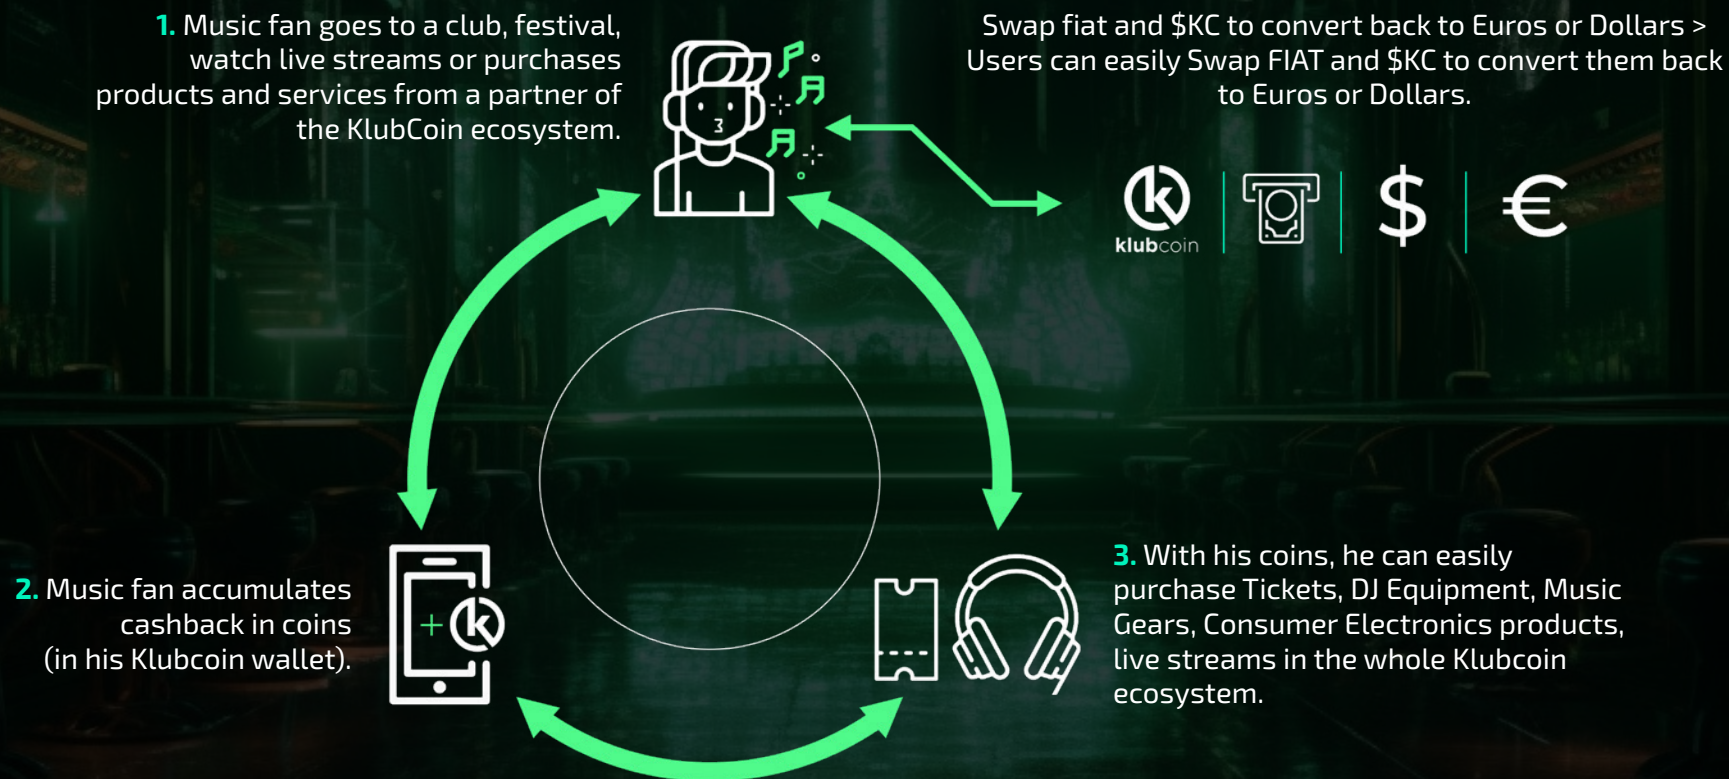 1. Music fan goes to a club, festival,
watch live streams or purchases
products and services from a partner of
the KlubCoin ecosystem.
Swap fiat and $KC to convert back to Euros or Dollars >
Users can easily Swap FIAT and $KC to convert them back
to Euros or Dollars.
klubcoin
$
€
2. Music fan accumulates
cashback in coins
(in his Klubcoin wallet).
+ k
3. With his coins, he can easily
purchase Tickets, DJ Equipment, Music
Gears, Consumer Electronics products,
live streams in the whole Klubcoin
ecosystem.